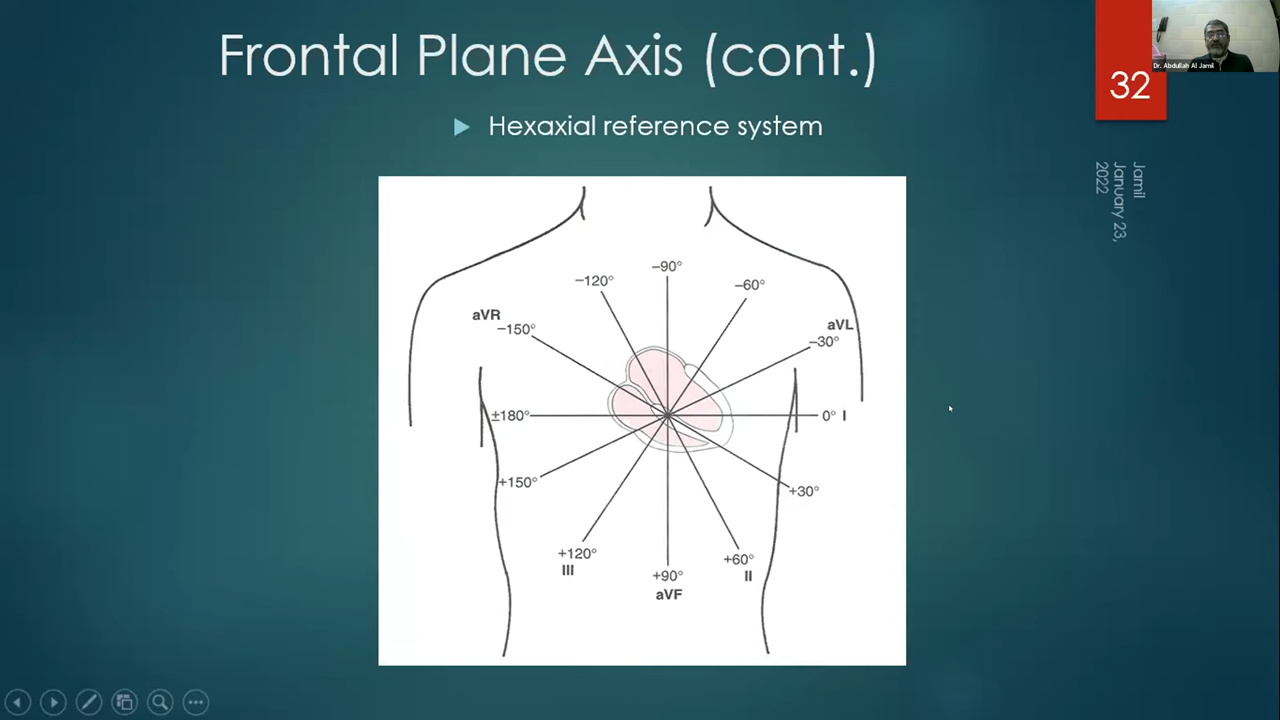 Frontal Plane Axis (cont.)
32
Dr. Abdullah Al Jamil
Hexaxial reference system
Jamil
January 23,
2022
−90°
−120°
−60°
aVR
−150°
aVL
−30°
±180°
0° I
+150°
+30°
+120°
III
+60°
II
+90°
aVF